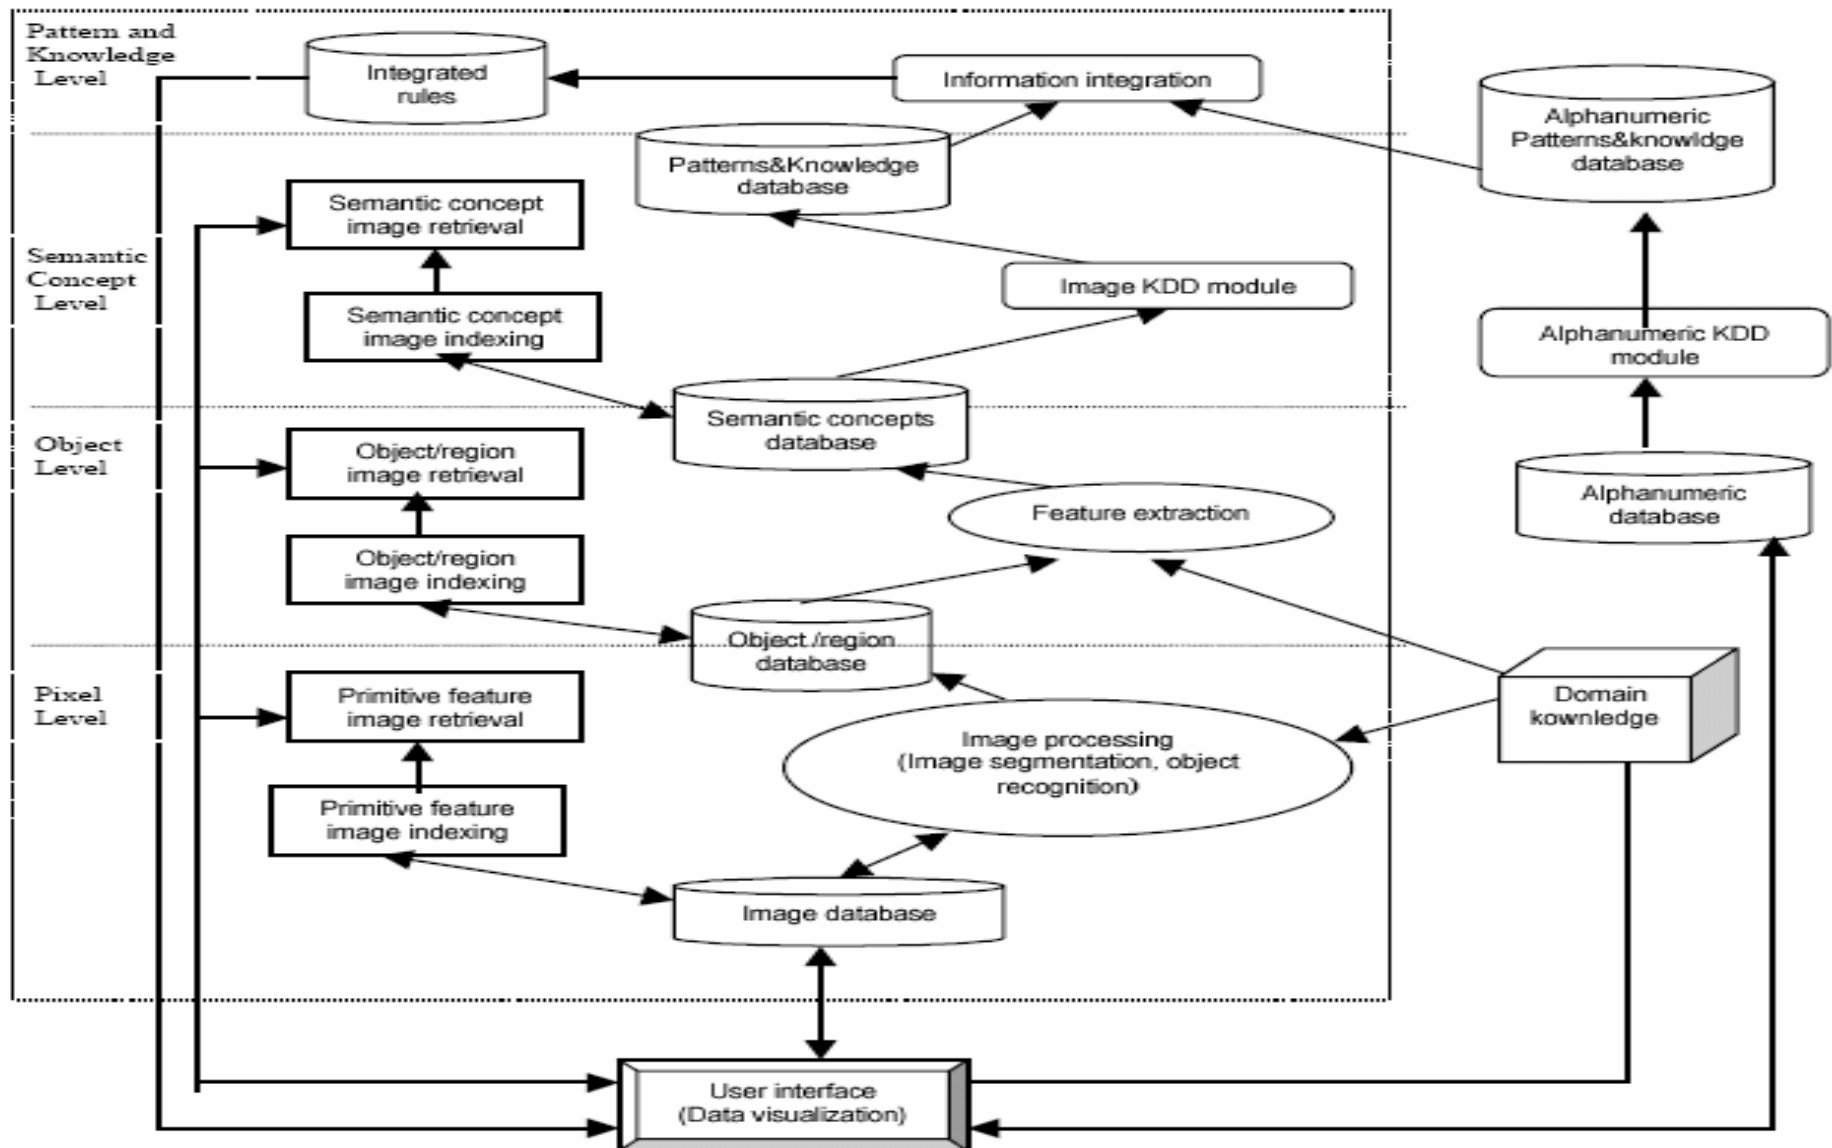 Pattern and
Knowledge
Level
Integrated
rules
Information integration
Alphanumeric
Patterns&knowldge
database
Patterns&Knowledge
database
Semantic concept
image retrieval
Semantic
Concept
Level
Image KDD module
Semantic concept
image indexing
Alphanumeric KDD
module
Semantic concepts
database
Object
Level
Object/region
image retrieval
Feature extraction
Alphanumeric
database
Object/region
image indexing
Object /region
database
Pixel
Level
Primitive feature
image retrieval
Domain
kownledge
Image processing
(Image segmentation, object
recognition)
Primitive feature
image indexing
Image database
User interface
(Data visualization)